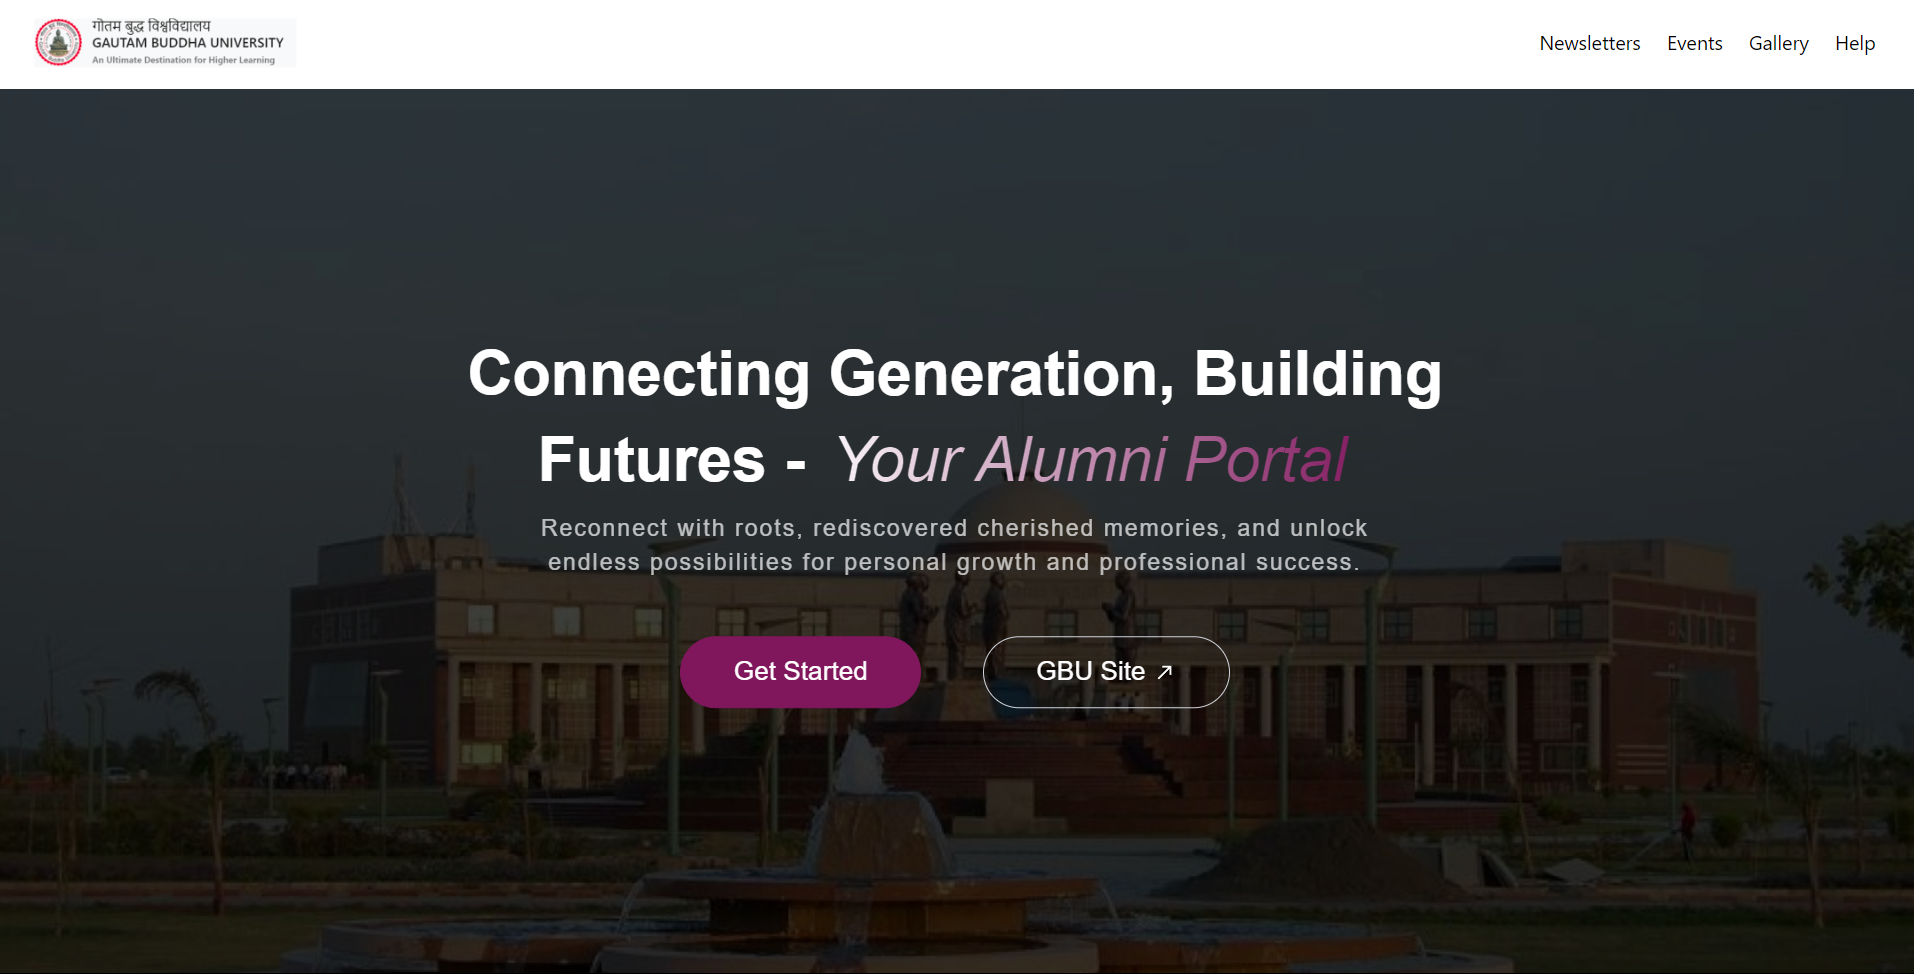 गौतम बुद्ध विश्वविद्यालय
GAUTAM BUDDHA UNIVERSITY
An Ultimate Destination for Higher Learning
Newsletters Events Gallery Help
Connecting Generation, Building
Futures - Your Alumni Portal
Reconnect with roots, rediscovered cherished memories, and unlock
endless possibilities for personal growth and professional success.
Get Started
GBU Site ↗